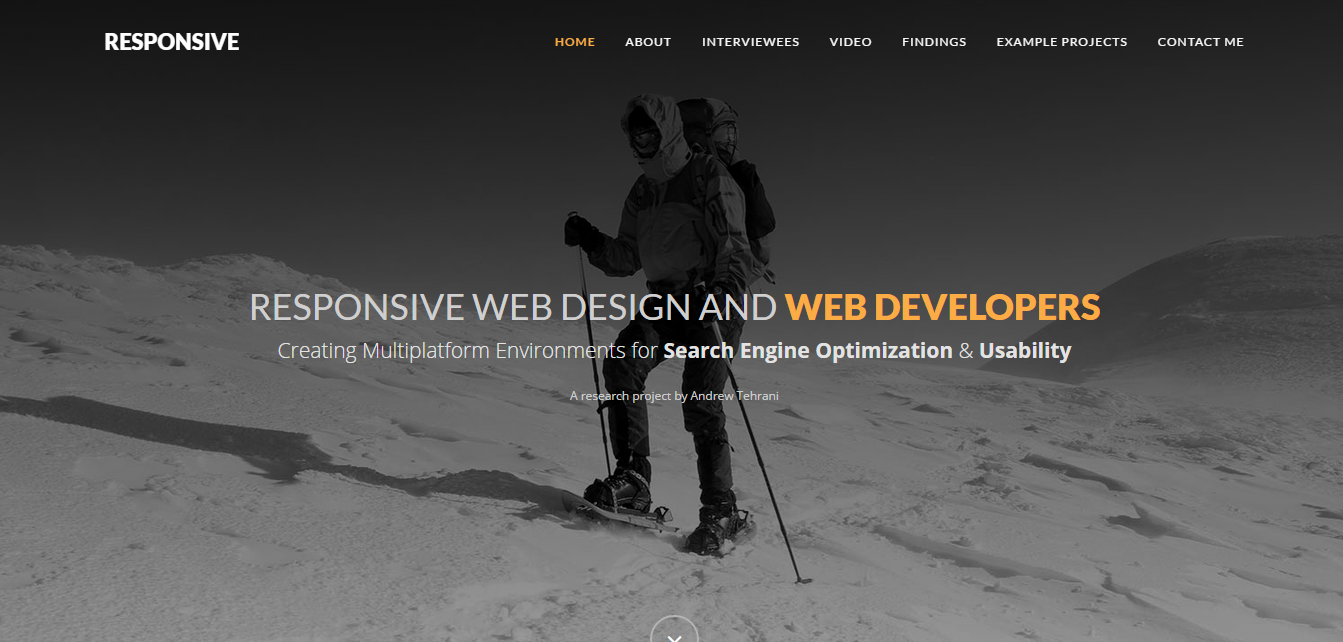 RESPONSIVE
HOME ABOUT INTERVIEWEES VIDEO FINDINGS EXAMPLE PROJECTS CONTACT ME
RESPONSIVE WEB DESIGN AND WEB DEVELOPERS
Creating Multiplatform Environments for Search Engine Optimization & Usability
A research project by Andrew Tehrani